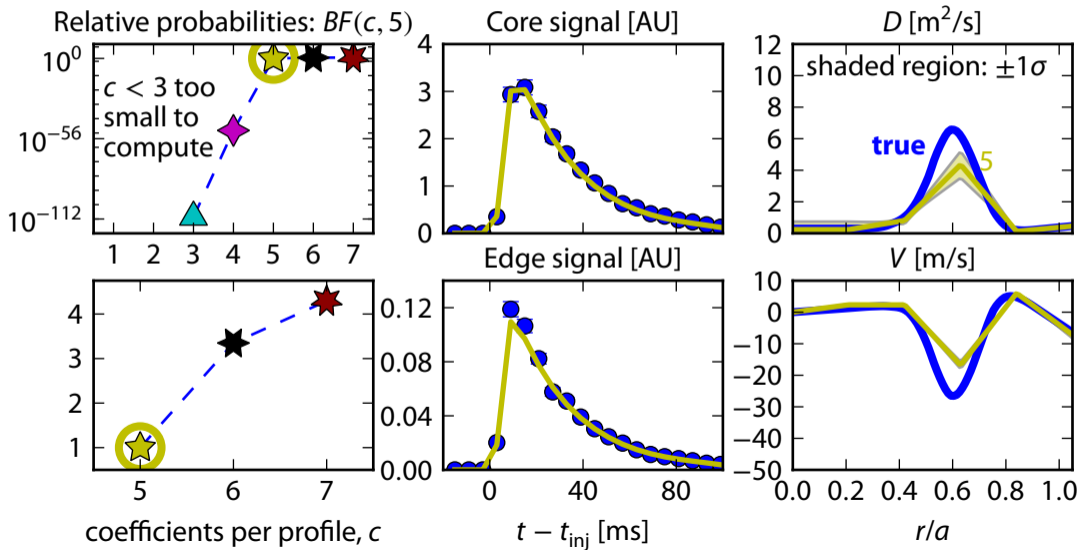 Relative probabilities: BF(c, 5)
10⁰
10⁻⁵⁶
10⁻¹¹²
c < 3 too
small to
compute
1 2 3 4 5 6 7
Core signal [AU]
4
3
2
1
0
D [m²/s]
12
10
8
6
4
2
0
shaded region: ±1σ
true
5
4
3
2
1
5 6 7
coefficients per profile, c
Edge signal [AU]
0.12
0.08
0.04
0.00
0 40 80
t − t_inj [ms]
V [m/s]
10
0
−10
−20
−30
−40
−50
0.0 0.2 0.4 0.6 0.8 1.0
r/a